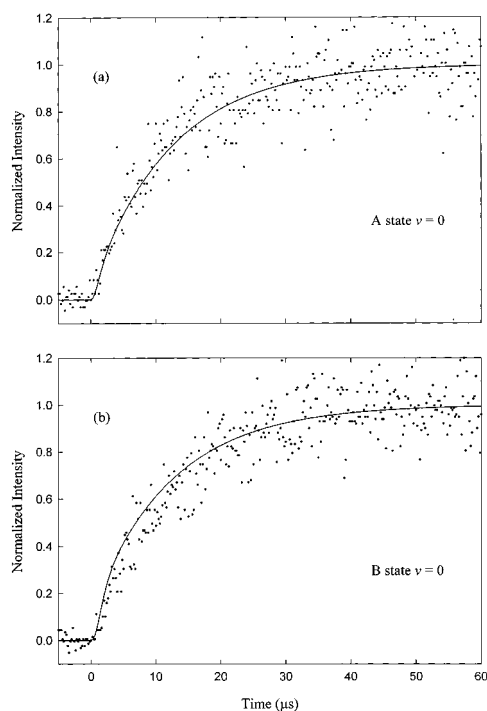 1.2
1.0
0.8
0.6
0.4
0.2
0.0
Normalized Intensity
(a)
A state v = 0
1.2
1.0
0.8
0.6
0.4
0.2
0.0
Normalized Intensity
(b)
B state v = 0
0 10 20 30 40 50 60
Time (μs)